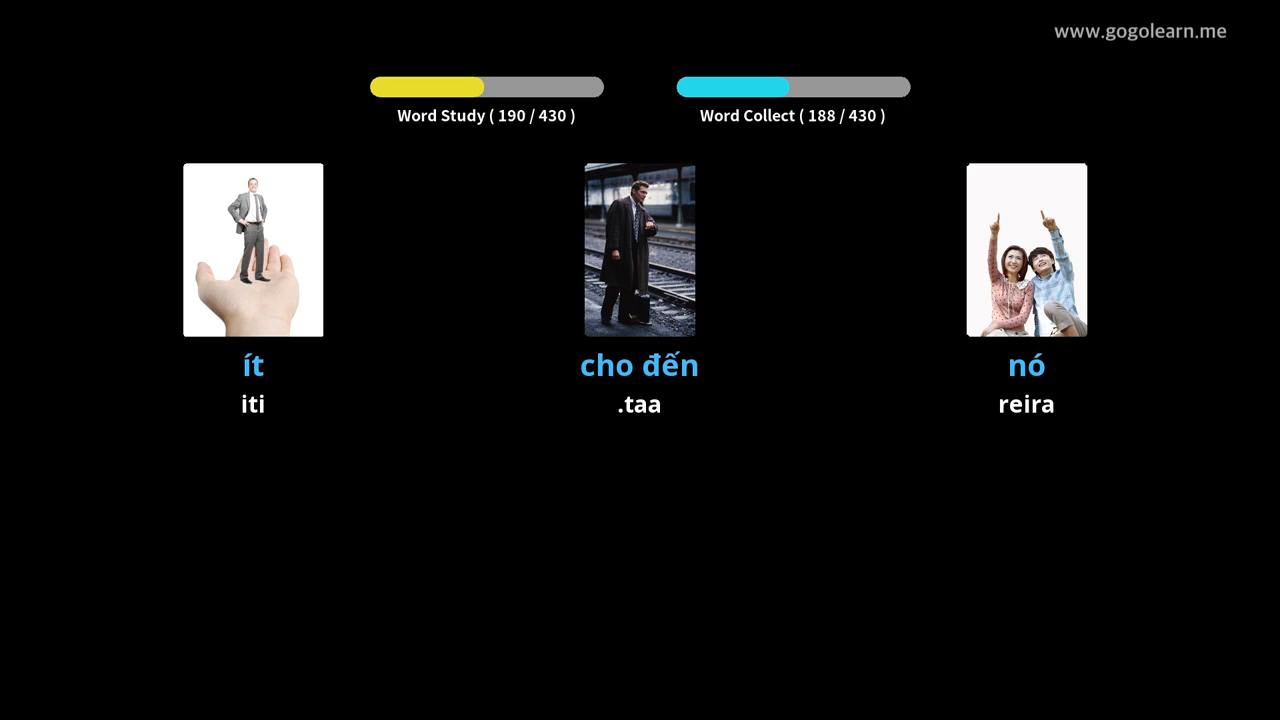 www.gogolearn.me
Word Study ( 190 / 430 )
Word Collect ( 188 / 430 )
ít
cho đến
nó
iti
.taa
reira